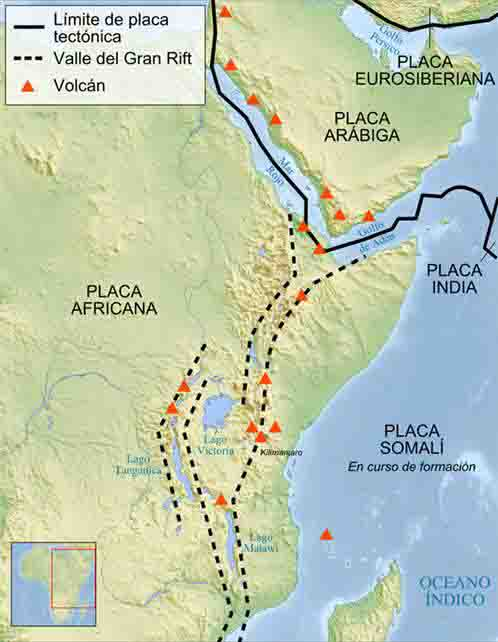 Límite de placa
tectónica
Valle del Gran Rift
Volcán
Golfo
Pérsico
PLACA
EUROSIBERIANA
PLACA
ARÁBIGA
Mar
Rojo
Golfo
de Adén
PLACA
INDIA
PLACA
AFRICANA
Lago
Victoria
Kilimanjaro
Lago
Tanganica
PLACA
SOMALÍ
En curso de formación
Lago
Malawi
OCEANO
ÍNDICO